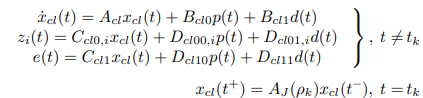 ẋ_cl(t) = A_cl x_cl(t) + B_cl0 p(t) + B_cl1 d(t)
z_i(t) = C_cl0,i x_cl(t) + D_cl00,i p(t) + D_cl01,i d(t)
e(t) = C_cl1 x_cl(t) + D_cl10 p(t) + D_cl11 d(t)
} , t ≠ t_k
x_cl(t⁺) = A_J(ρ_k) x_cl(t⁻), t = t_k